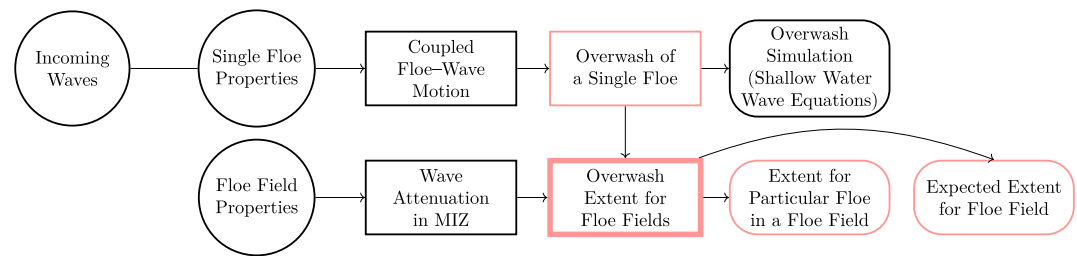 Incoming
Waves
Single Floe
Properties
Coupled
Floe–Wave
Motion
Overwash of
a Single Floe
Overwash
Simulation
(Shallow Water
Wave Equations)
Floe Field
Properties
Wave
Attenuation
in MIZ
Overwash
Extent for
Floe Fields
Extent for
Particular Floe
in a Floe Field
Expected Extent
for Floe Field